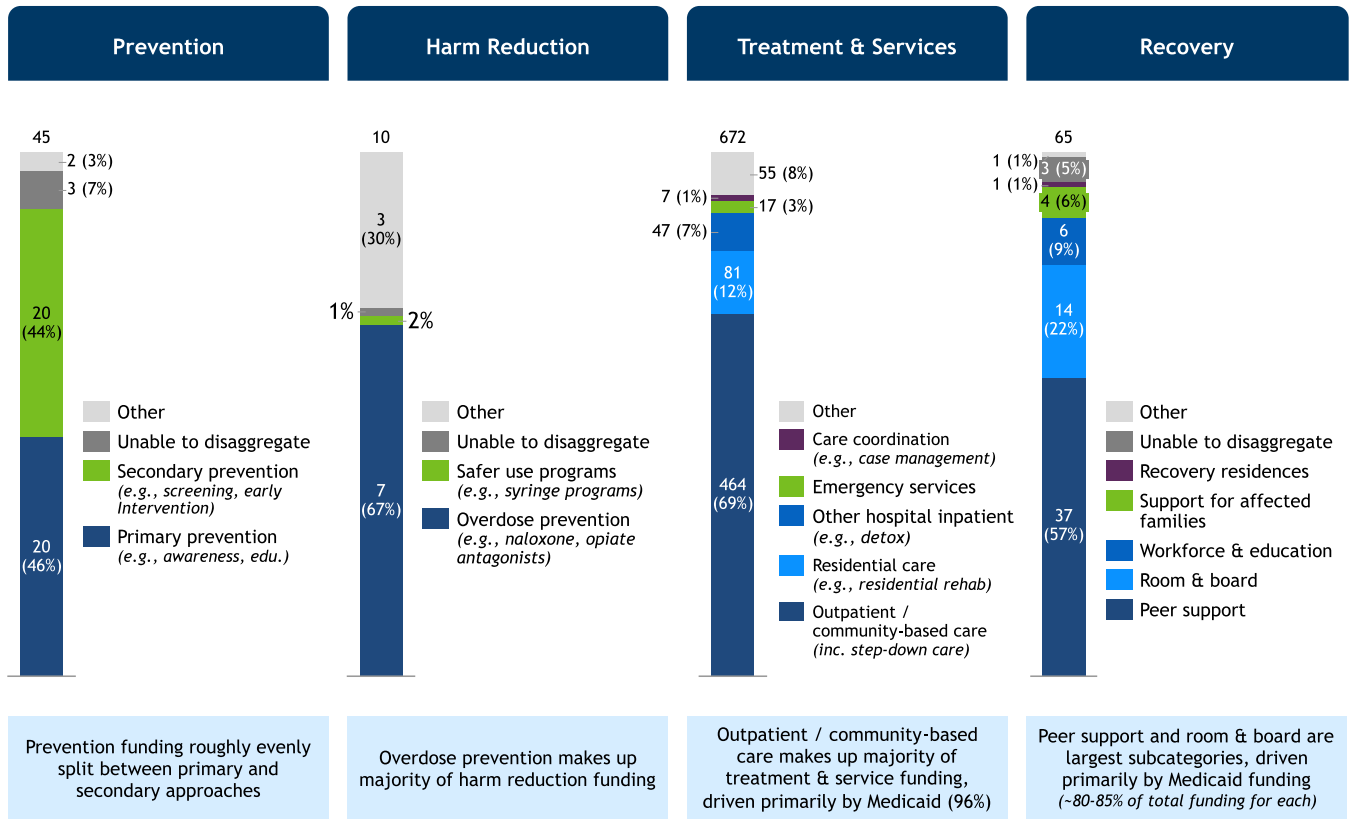 Prevention
45
2 (3%)
3 (7%)
20
(44%)
20
(46%)
Other
Unable to disaggregate
Secondary prevention
(e.g., screening, early
Intervention)
Primary prevention
(e.g., awareness, edu.)
Prevention funding roughly evenly
split between primary and
secondary approaches
Harm Reduction
10
3
(30%)
1%
2%
7
(67%)
Other
Unable to disaggregate
Safer use programs
(e.g., syringe programs)
Overdose prevention
(e.g., naloxone, opiate
antagonists)
Overdose prevention makes up
majority of harm reduction funding
Treatment & Services
672
55 (8%)
7 (1%)
17 (3%)
47 (7%)
81
(12%)
464
(69%)
Other
Care coordination
(e.g., case management)
Emergency services
Other hospital inpatient
(e.g., detox)
Residential care
(e.g., residential rehab)
Outpatient /
community-based care
(inc. step-down care)
Outpatient / community-based
care makes up majority of
treatment & service funding,
driven primarily by Medicaid (96%)
Recovery
65
1 (1%)
3 (5%)
1 (1%)
4 (6%)
6
(9%)
14
(22%)
37
(57%)
Other
Unable to disaggregate
Recovery residences
Support for affected
families
Workforce & education
Room & board
Peer support
Peer support and room & board are
largest subcategories, driven
primarily by Medicaid funding
(~80-85% of total funding for each)